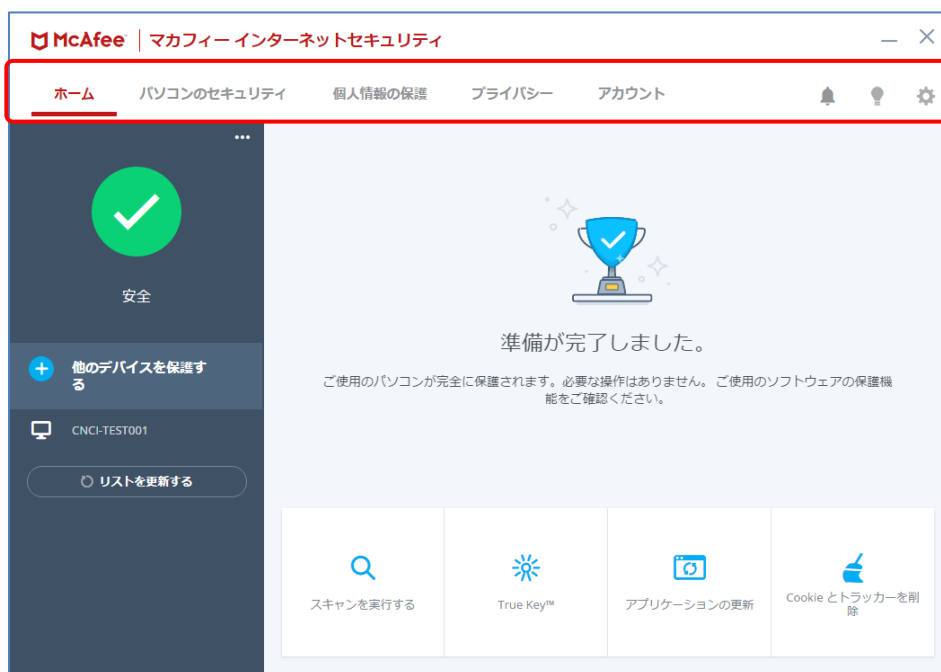 McAfee マカフィー インターネットセキュリティ
ホーム パソコンのセキュリティ 個人情報の保護 プライバシー アカウント
安全
他のデバイスを保護す
る
CNCI-TEST001
リストを更新する
準備が完了しました。
ご使用のパソコンが完全に保護されます。必要な操作はありません。 ご使用のソフトウェアの保護機
能をご確認ください。
スキャンを実行する
True Key™
アプリケーションの更新
Cookie とトラッカーを削
除